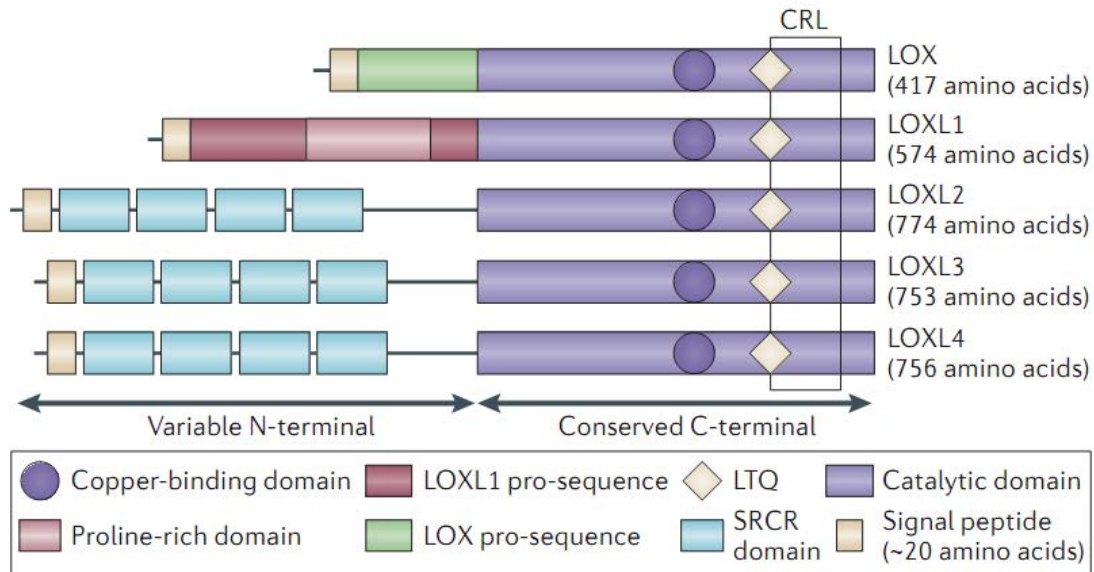 CRL
LOX
(417 amino acids)
LOXL1
(574 amino acids)
LOXL2
(774 amino acids)
LOXL3
(753 amino acids)
LOXL4
(756 amino acids)
Variable N-terminal
Conserved C-terminal
Copper-binding domain
LOXL1 pro-sequence
LTQ
Catalytic domain
Proline-rich domain
LOX pro-sequence
SRCR
domain
Signal peptide
(~20 amino acids)